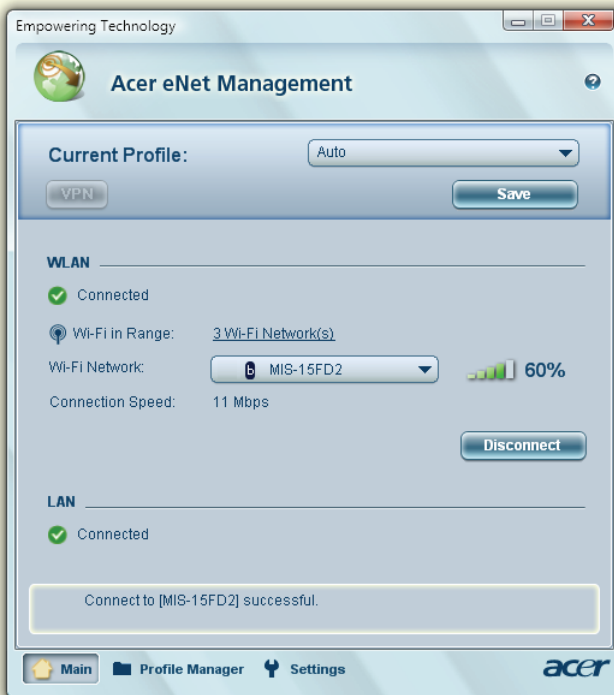 Empowering Technology
Acer eNet Management
Current Profile: Auto
VPN Save
WLAN
Connected
Wi-Fi in Range: 3 Wi-Fi Network(s)
Wi-Fi Network: b MIS-15FD2 60%
Connection Speed: 11 Mbps
Disconnect
LAN
Connected
Connect to [MIS-15FD2] successful.
Main Profile Manager Settings acer